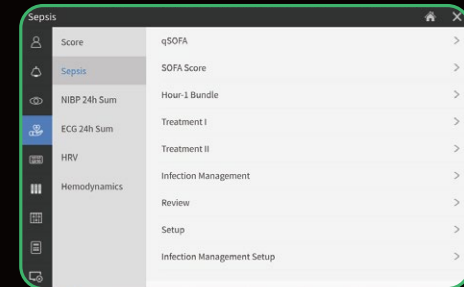 Sepsis
Score
Sepsis
NIBP 24h Sum
ECG 24h Sum
HRV
Hemodynamics
qSOFA
SOFA Score
Hour-1 Bundle
Treatment I
Treatment II
Infection Management
Review
Setup
Infection Management Setup